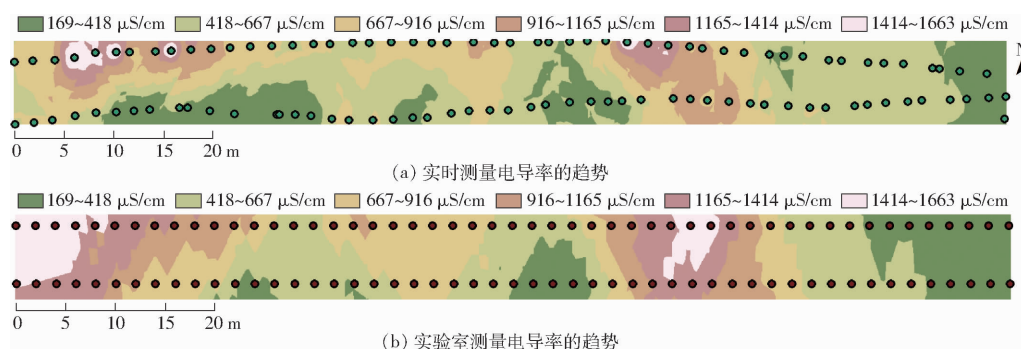 169~418 μS/cm 418~667 μS/cm 667~916 μS/cm 916~1165 μS/cm 1165~1414 μS/cm 1414~1663 μS/cm
N
0 5 10 15 20 m
(a) 实时测量电导率的趋势
169~418 μS/cm 418~667 μS/cm 667~916 μS/cm 916~1165 μS/cm 1165~1414 μS/cm 1414~1663 μS/cm
0 5 10 15 20 m
(b) 实验室测量电导率的趋势